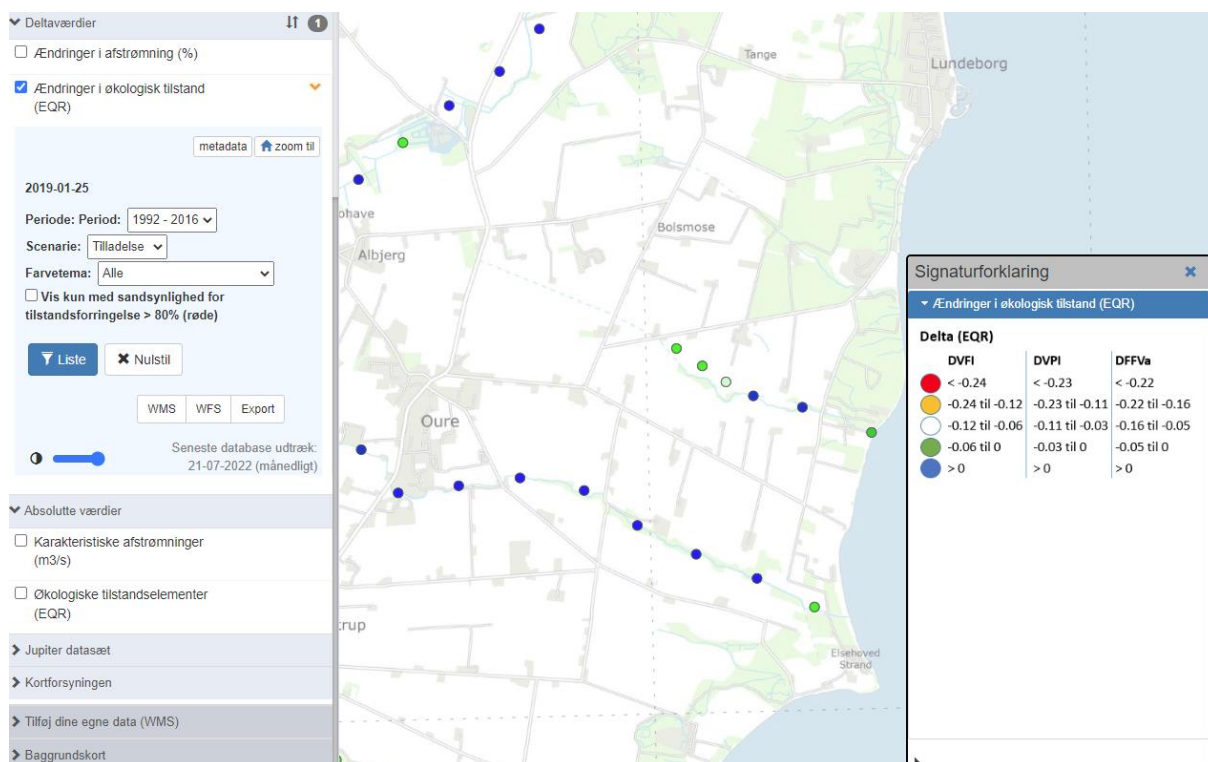 Deltaværdier
1
Ændringer i afstrømning (%)
Ændringer i økologisk tilstand
(EQR)
metadata
zoom til
2019-01-25
Periode: Period: 1992 - 2016
Scenarie: Tilladelse
Farvetema: Alle
Vis kun med sandsynlighed for
tilstandsforringelse > 80% (røde)
Liste
Nulstil
WMS WFS Export
Seneste database udtræk:
21-07-2022 (månedligt)
Absolutte værdier
Karakteristiske afstrømninger
(m3/s)
Økologiske tilstandselementer
(EQR)
Jupiter datasæt
Kortforsyningen
Tilføj dine egne data (WMS)
Baggrundskort
Tange
Lundeborg
ohave
Albjerg
Bolsmose
Oure
trup
Elsehoved
Strand
Signaturforklaring
Ændringer i økologisk tilstand (EQR)
Delta (EQR)
DVFI DVPI DFFVa
< -0.24 < -0.23 < -0.22
-0.24 til -0.12 -0.23 til -0.11 -0.22 til -0.16
-0.12 til -0.06 -0.11 til -0.03 -0.16 til -0.05
-0.06 til 0 -0.03 til 0 -0.05 til 0
> 0 > 0 > 0